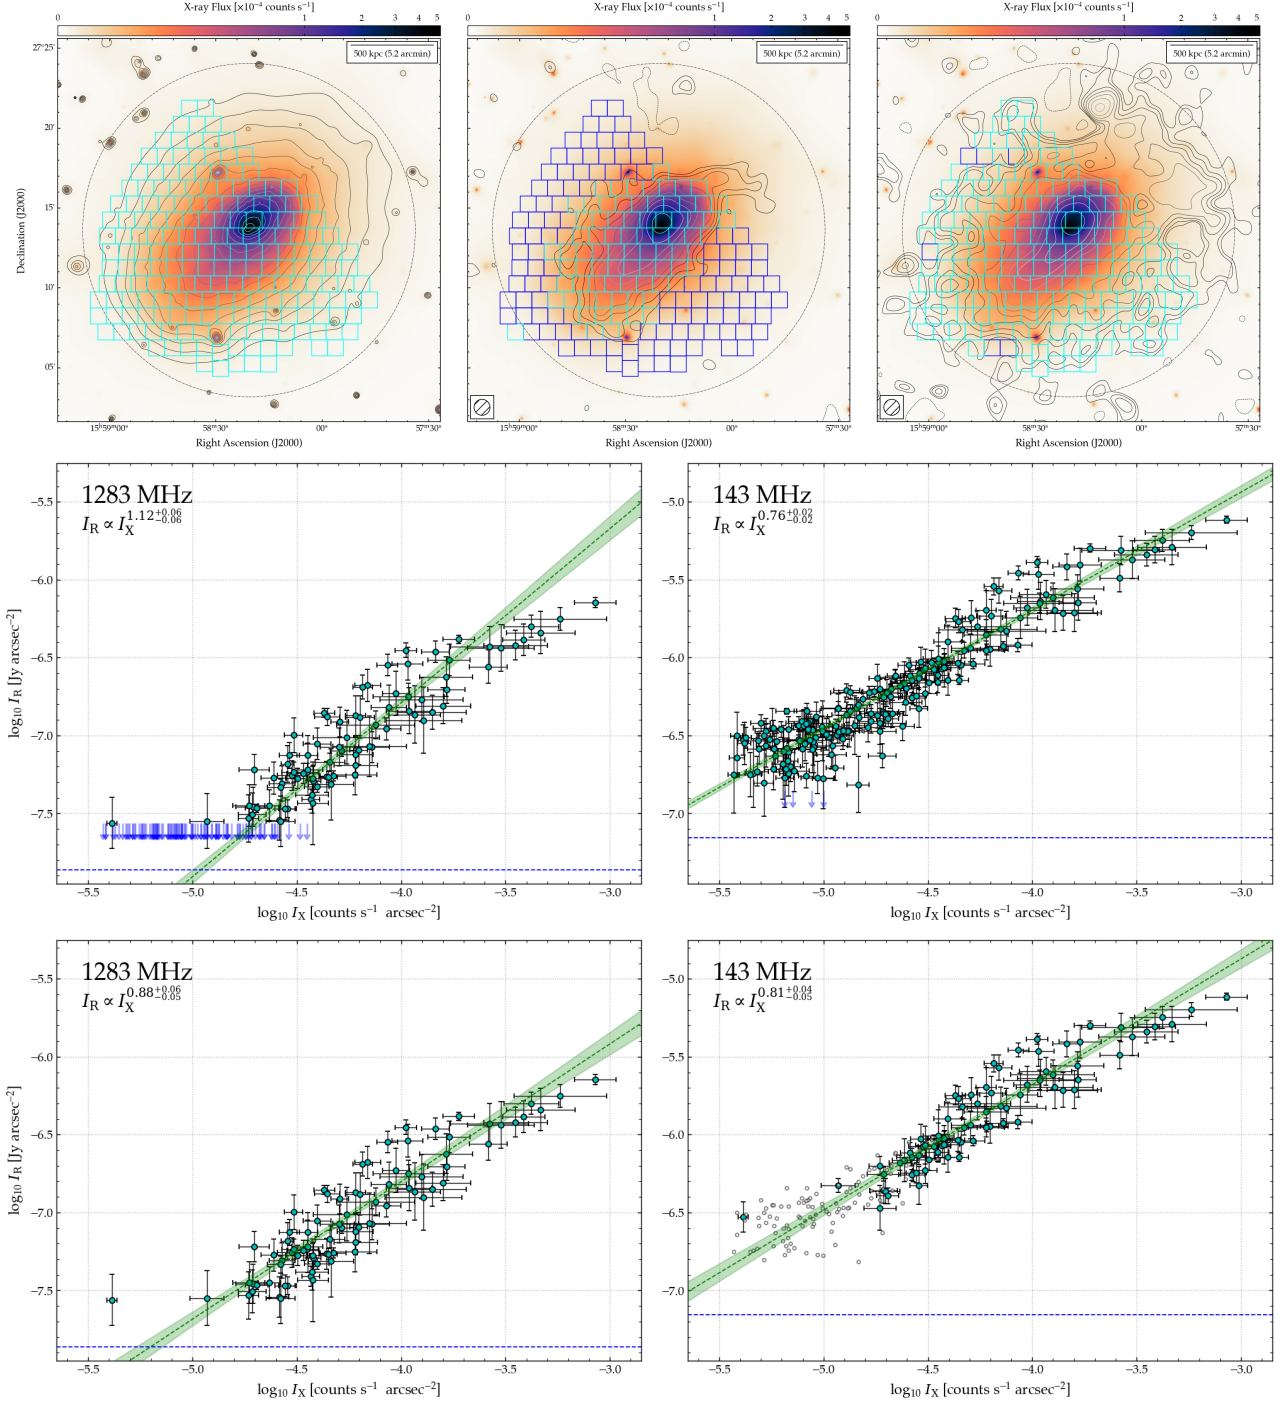 X-ray Flux [×10⁻⁴ counts s⁻¹]
0 1 2 3 4 5
500 kpc (5.2 arcmin)
27°25'
20'
15'
10'
05'
Declination (J2000)
15ʰ59ᵐ00ˢ 58ᵐ30ˢ 00ˢ 57ᵐ30ˢ
Right Ascension (J2000)
X-ray Flux [×10⁻⁴ counts s⁻¹]
0 1 2 3 4 5
500 kpc (5.2 arcmin)
15ʰ59ᵐ00ˢ 58ᵐ30ˢ 00ˢ 57ᵐ30ˢ
Right Ascension (J2000)
X-ray Flux [×10⁻⁴ counts s⁻¹]
0 1 2 3 4 5
500 kpc (5.2 arcmin)
15ʰ59ᵐ00ˢ 58ᵐ30ˢ 00ˢ 57ᵐ30ˢ
Right Ascension (J2000)
1283 MHz
I_R ∝ I_X^1.12^{+0.06}_{−0.06}
−5.5
−6.0
−6.5
−7.0
−7.5
log₁₀ I_R [Jy arcsec⁻²]
−5.5 −5.0 −4.5 −4.0 −3.5 −3.0
log₁₀ I_X [counts s⁻¹ arcsec⁻²]
143 MHz
I_R ∝ I_X^0.76^{+0.02}_{−0.02}
−5.0
−5.5
−6.0
−6.5
−7.0
−5.5 −5.0 −4.5 −4.0 −3.5 −3.0
log₁₀ I_X [counts s⁻¹ arcsec⁻²]
1283 MHz
I_R ∝ I_X^0.88^{+0.06}_{−0.05}
−5.5
−6.0
−6.5
−7.0
−7.5
log₁₀ I_R [Jy arcsec⁻²]
−5.5 −5.0 −4.5 −4.0 −3.5 −3.0
log₁₀ I_X [counts s⁻¹ arcsec⁻²]
143 MHz
I_R ∝ I_X^0.81^{+0.04}_{−0.05}
−5.0
−5.5
−6.0
−6.5
−7.0
−5.5 −5.0 −4.5 −4.0 −3.5 −3.0
log₁₀ I_X [counts s⁻¹ arcsec⁻²]